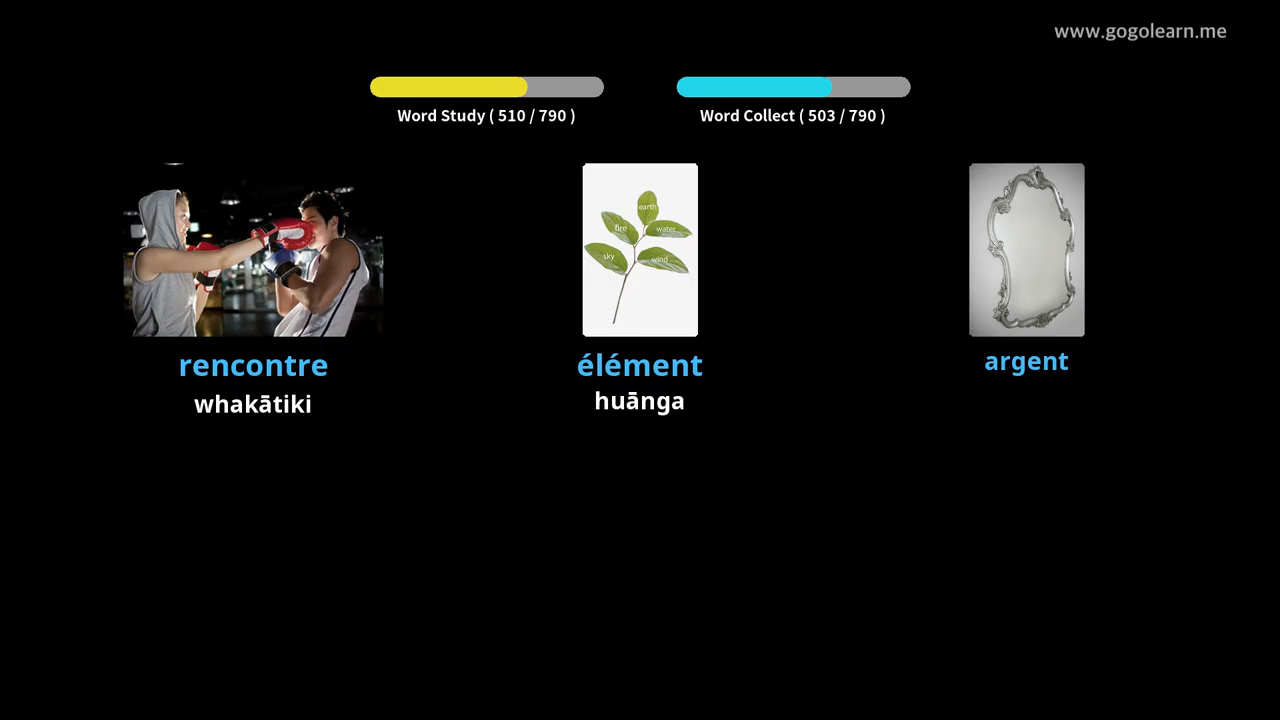 www.gogolearn.me
Word Study ( 510 / 790 )
Word Collect ( 503 / 790 )
earth
fire
water
sky
wind
rencontre
whakātiki
élément
huānga
argent